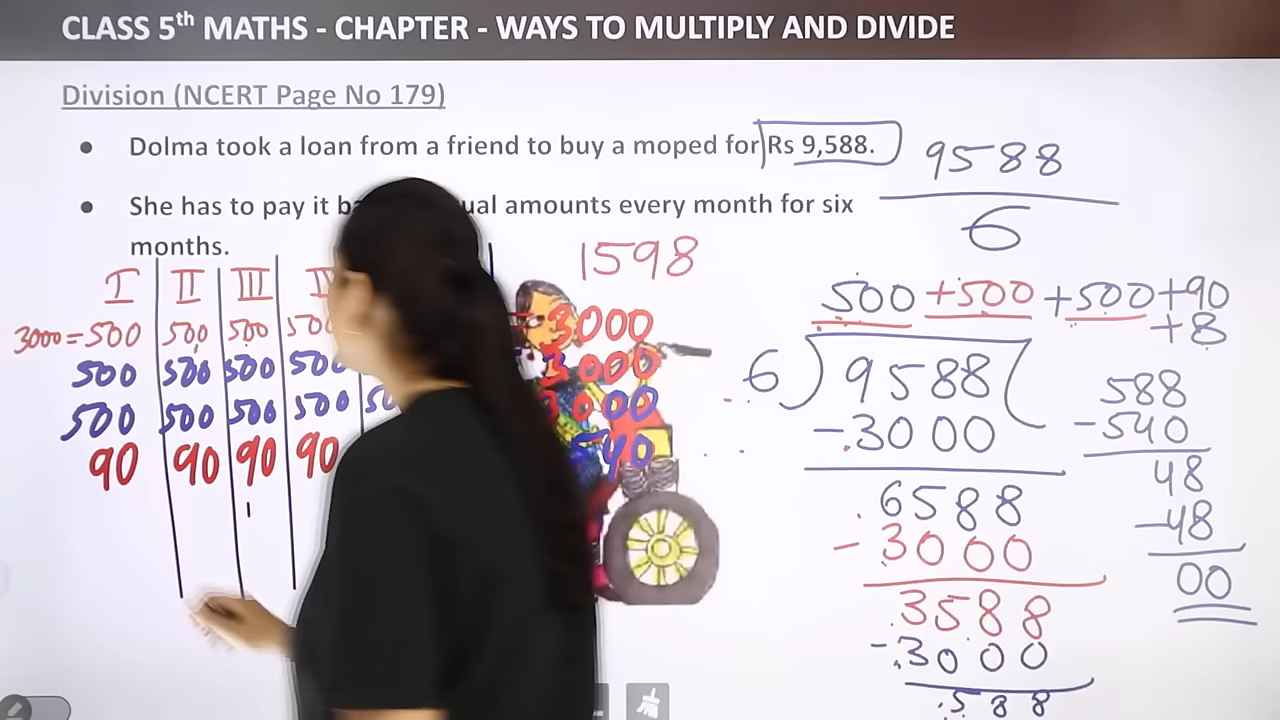 CLASS 5th MATHS - CHAPTER - WAYS TO MULTIPLY AND DIVIDE
Division (NCERT Page No 179)
Dolma took a loan from a friend to buy a moped for Rs 9,588.
She has to pay it ual amounts every month for six
months.
9588
6
1598
I II III
3000=500 500 500 500 3000
500 500 500 500 3000
500 500 500 500 3000
90 90 90 90 540
500 +500 +500 +90
+8
6) 9588 (
-3000
6588
-3000
3588
-3000
588
588
-540
48
-48
00